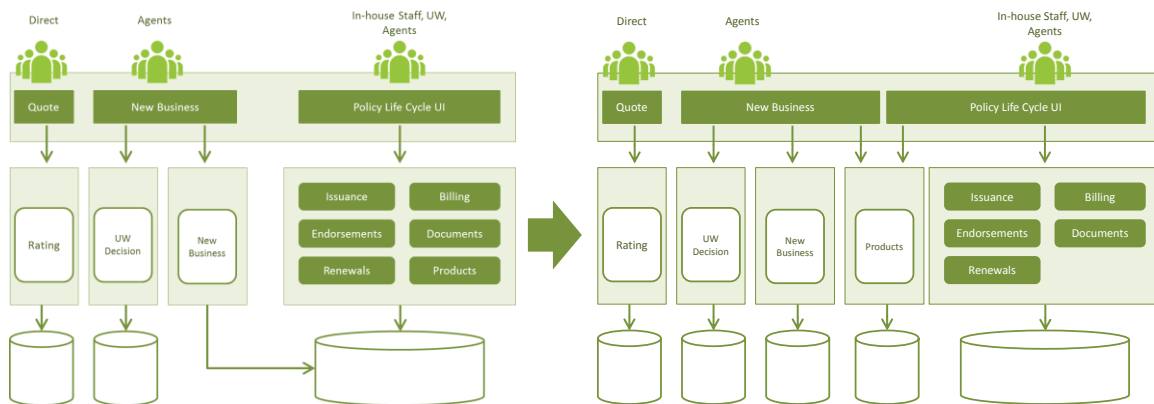 Direct
Agents
In-house Staff, UW,
Agents
Quote
New Business
Policy Life Cycle UI
Rating
UW
Decision
New
Business
Issuance
Billing
Endorsements
Documents
Renewals
Products
Direct
Agents
In-house Staff, UW,
Agents
Quote
New Business
Policy Life Cycle UI
Rating
UW
Decision
New
Business
Products
Issuance
Billing
Endorsements
Documents
Renewals